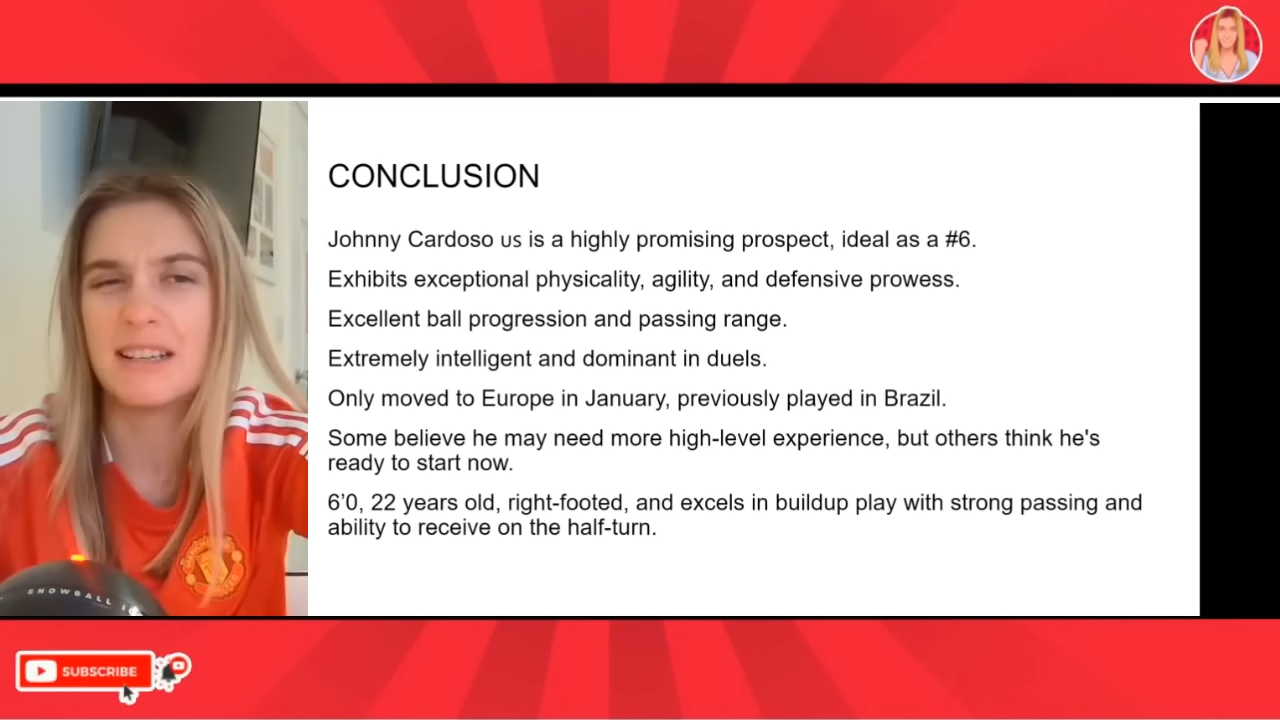 CONCLUSION
Johnny Cardoso US is a highly promising prospect, ideal as a #6.
Exhibits exceptional physicality, agility, and defensive prowess.
Excellent ball progression and passing range.
Extremely intelligent and dominant in duels.
Only moved to Europe in January, previously played in Brazil.
Some believe he may need more high-level experience, but others think he's
ready to start now.
6’0, 22 years old, right-footed, and excels in buildup play with strong passing and
ability to receive on the half-turn.
SNOWBALL
SUBSCRIBE